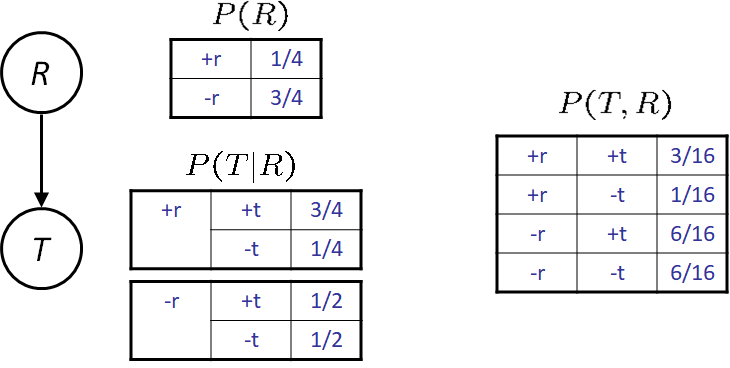 P(R)
+r 1/4
-r 3/4
R
P(T|R)
+r +t 3/4
-t 1/4
-r +t 1/2
-t 1/2
T
P(T, R)
+r +t 3/16
+r -t 1/16
-r +t 6/16
-r -t 6/16